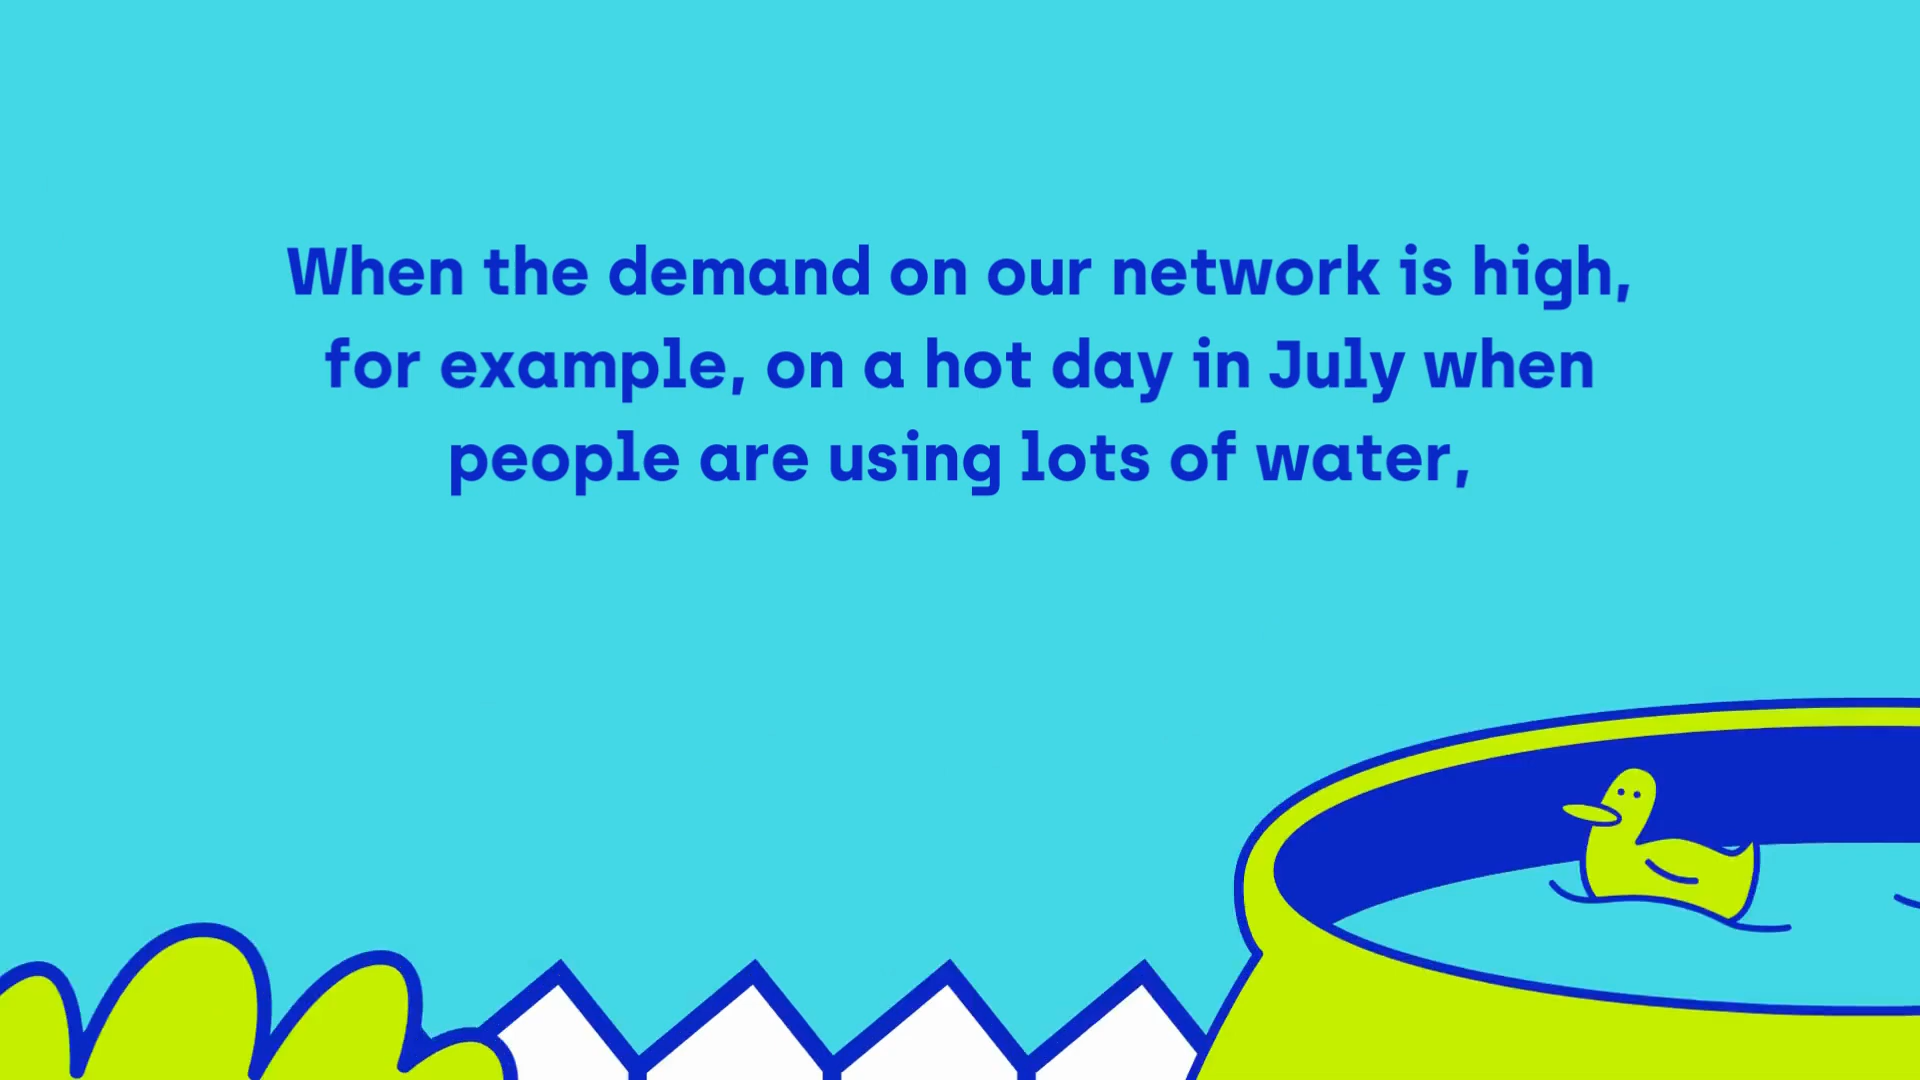 When the demand on our network is high,
for example, on a hot day in July when
people are using lots of water,